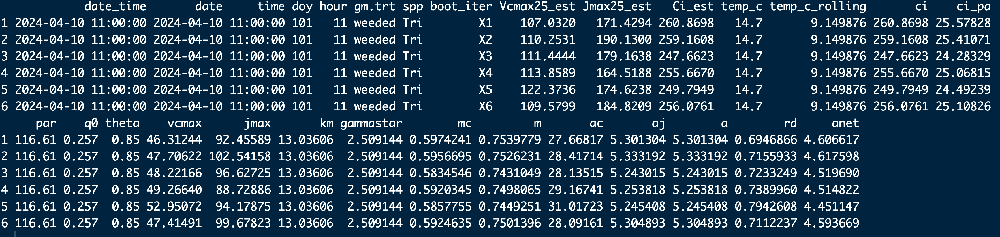 date_time date time doy hour gm.trt spp boot_iter Vcmax25_est Jmax25_est Ci_est temp_c temp_c_rolling ci ci_pa
1 2024-04-10 11:00:00 2024-04-10 11:00:00 101 11 weeded Tri X1 107.0320 171.4294 260.8698 14.7 9.149876 260.8698 25.57828
2 2024-04-10 11:00:00 2024-04-10 11:00:00 101 11 weeded Tri X2 110.2531 190.1300 259.1608 14.7 9.149876 259.1608 25.41071
3 2024-04-10 11:00:00 2024-04-10 11:00:00 101 11 weeded Tri X3 111.4444 179.1638 247.6623 14.7 9.149876 247.6623 24.28329
4 2024-04-10 11:00:00 2024-04-10 11:00:00 101 11 weeded Tri X4 113.8589 164.5188 255.6670 14.7 9.149876 255.6670 25.06815
5 2024-04-10 11:00:00 2024-04-10 11:00:00 101 11 weeded Tri X5 122.3736 174.6238 249.7949 14.7 9.149876 249.7949 24.49239
6 2024-04-10 11:00:00 2024-04-10 11:00:00 101 11 weeded Tri X6 109.5799 184.8209 256.0761 14.7 9.149876 256.0761 25.10826
par q0 theta vcmax jmax km gammastar mc m ac aj a rd anet
1 116.61 0.257 0.85 46.31244 92.45589 13.03606 2.509144 0.5974241 0.7539779 27.66817 5.301304 5.301304 0.6946866 4.606617
2 116.61 0.257 0.85 47.70622 102.54158 13.03606 2.509144 0.5956695 0.7526231 28.41714 5.333192 5.333192 0.7155933 4.617598
3 116.61 0.257 0.85 48.22166 96.62725 13.03606 2.509144 0.5834546 0.7431049 28.13515 5.243015 5.243015 0.7233249 4.519690
4 116.61 0.257 0.85 49.26640 88.72886 13.03606 2.509144 0.5920345 0.7498065 29.16741 5.253818 5.253818 0.7389960 4.514822
5 116.61 0.257 0.85 52.95072 94.17875 13.03606 2.509144 0.5857755 0.7449251 31.01723 5.245408 5.245408 0.7942608 4.451147
6 116.61 0.257 0.85 47.41491 99.67823 13.03606 2.509144 0.5924635 0.7501396 28.09161 5.304893 5.304893 0.7112237 4.593669